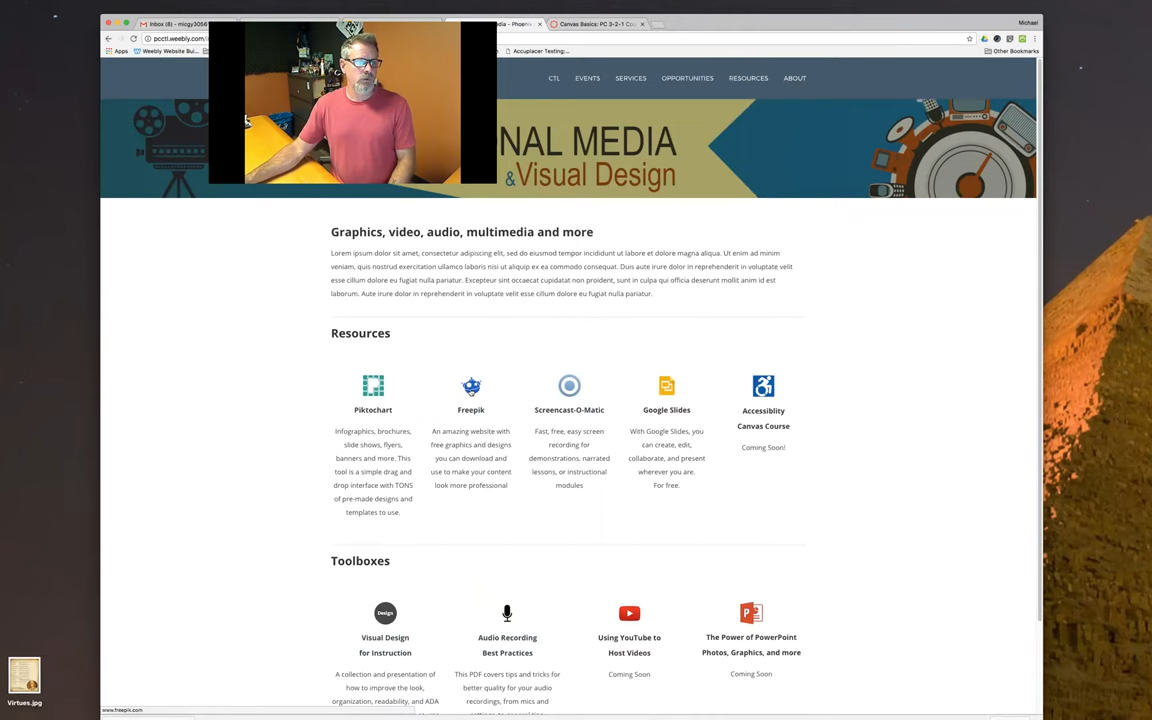 Inbox (8) - micgy3056
dia - Phoenix
Canvas Basics: PC 3-2-1 Cou
Michael
pcctl.weebly.com/
Apps
Weebly Website Bui...
Accuplacer Testing:...
Other Bookmarks
CTL
EVENTS
SERVICES
OPPORTUNITIES
RESOURCES
ABOUT
NAL MEDIA
&Visual Design
Graphics, video, audio, multimedia and more
Lorem ipsum dolor sit amet, consectetur adipiscing elit, sed do eiusmod tempor incididunt ut labore et dolore magna aliqua. Ut enim ad minim
veniam, quis nostrud exercitation ullamco laboris nisi ut aliquip ex ea commodo consequat. Duis aute irure dolor in reprehenderit in voluptate velit
esse cillum dolore eu fugiat nulla pariatur. Excepteur sint occaecat cupidatat non proident, sunt in culpa qui officia deserunt mollit anim id est
laborum. Aute irure dolor in reprehenderit in voluptate velit esse cillum dolore eu fugiat nulla pariatur.
Resources
Piktochart
Infographics, brochures,
slide shows, flyers,
banners and more. This
tool is a simple drag and
drop interface with TONS
of pre-made designs and
templates to use.
Freepik
An amazing website with
free graphics and designs
you can download and
use to make your content
look more professional
Screencast-O-Matic
Fast, free, easy screen
recording for
demonstrations, narrated
lessons, or instructional
modules
Google Slides
With Google Slides, you
can create, edit,
collaborate, and present
wherever you are.
For free.
Accessiblity
Canvas Course
Coming Soon!
Toolboxes
Design
Visual Design
for Instruction
A collection and presentation of
how to improve the look,
organization, readability, and ADA
Audio Recording
Best Practices
This PDF covers tips and tricks for
better quality for your audio
recordings, from mics and
Using YouTube to
Host Videos
Coming Soon
The Power of PowerPoint
Photos, Graphics, and more
Coming Soon
www.freepix.com
Virtues.jpg